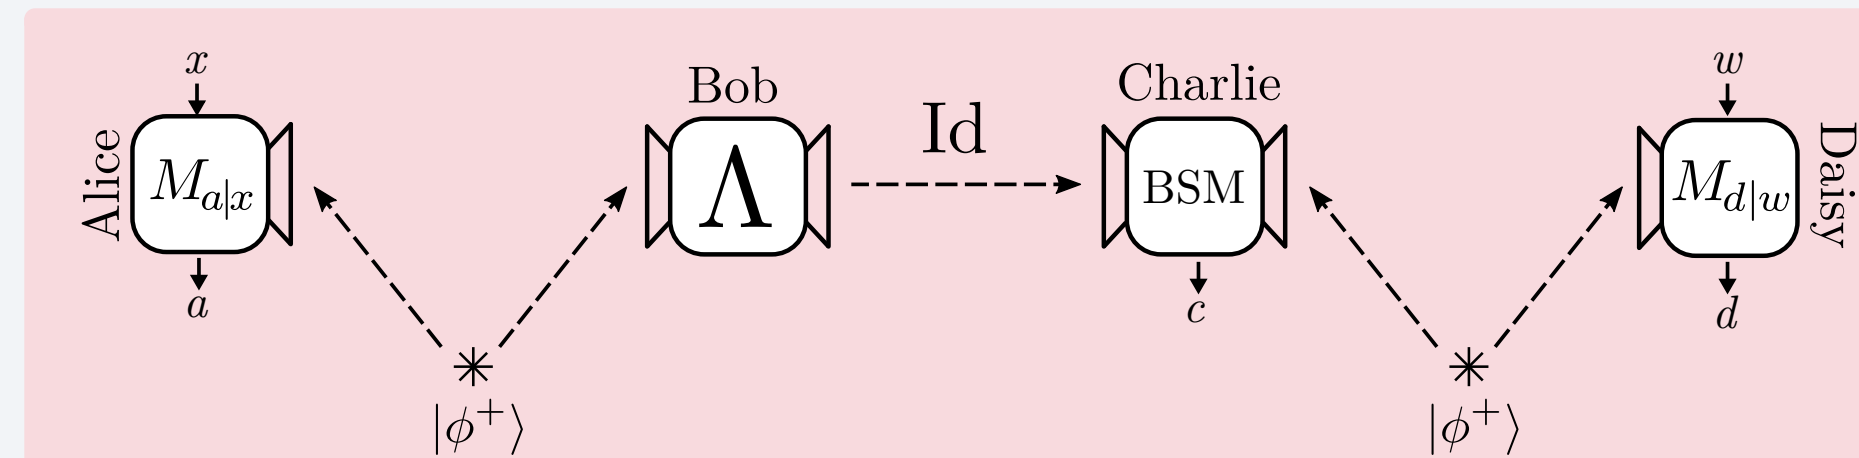 x
Alice
M_{a|x}
a
|ϕ⁺⟩
Bob
Λ
Id
Charlie
BSM
c
|ϕ⁺⟩
w
M_{d|w}
Daisy
d